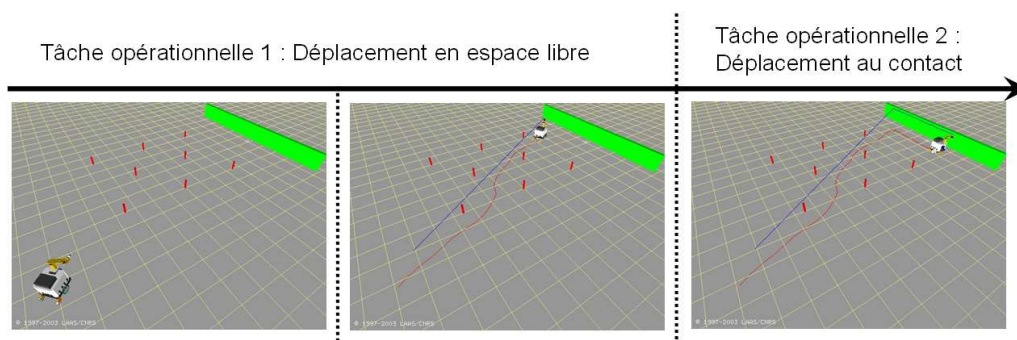 Tâche opérationnelle 1 : Déplacement en espace libre
Tâche opérationnelle 2 :
Déplacement au contact
© 1997-2003 LAAS/CNRS
© 1997-2003 LAAS/CNRS
© 1997-2003 LAAS/CNRS